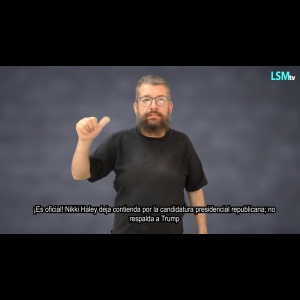 LSMtv
¡Es oficial! Nikki Haley deja contienda por la candidatura presidencial republicana; no
respalda a Trump